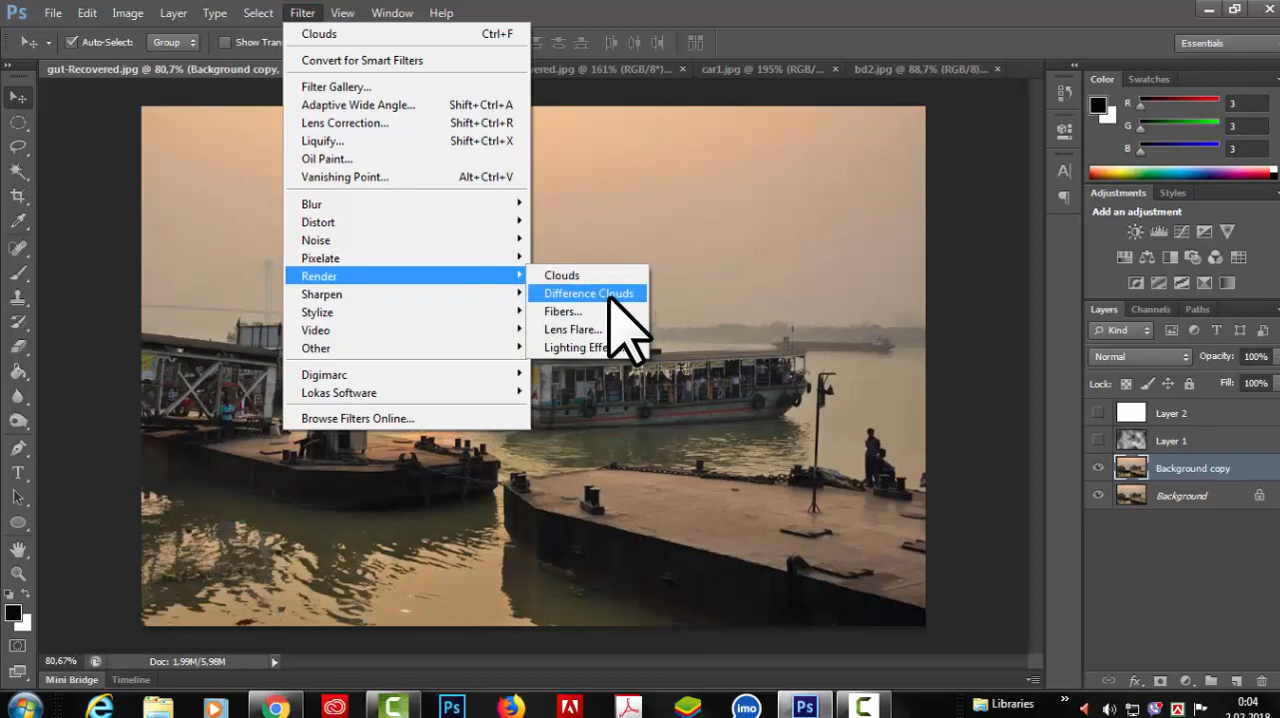 Ps File Edit Image Layer Type Select Filter View Window Help
Auto-Select: Group Show
Essentials
gut-Recovered.jpg @ 80,7% (Background copy, @ 161% (RGB/8*)... × car1.jpg @ 195% (RGB/... × bd2.jpg @ 88,7% (RGB/8)... ×
Clouds Ctrl+F
Convert for Smart Filters
Filter Gallery...
Adaptive Wide Angle... Shift+Ctrl+A
Lens Correction... Shift+Ctrl+R
Liquify... Shift+Ctrl+X
Oil Paint...
Vanishing Point... Alt+Ctrl+V
Blur
Distort
Noise
Pixelate
Render
Sharpen
Stylize
Video
Other
Digimarc
Lokas Software
Browse Filters Online...
Clouds
Difference Clouds
Fibers...
Lens Flare...
Lighting
Color Swatches
R 3
G 3
B 3
Adjustments Styles
Add an adjustment
Layers Channels Paths
Kind
Normal Opacity: 100%
Lock: Fill: 100%
Layer 2
Layer 1
Background copy
Background
80,67% Doc: 1,99M/5,98M
Mini Bridge Timeline
Ps imo Ps Libraries » 0:04
2.02.2018